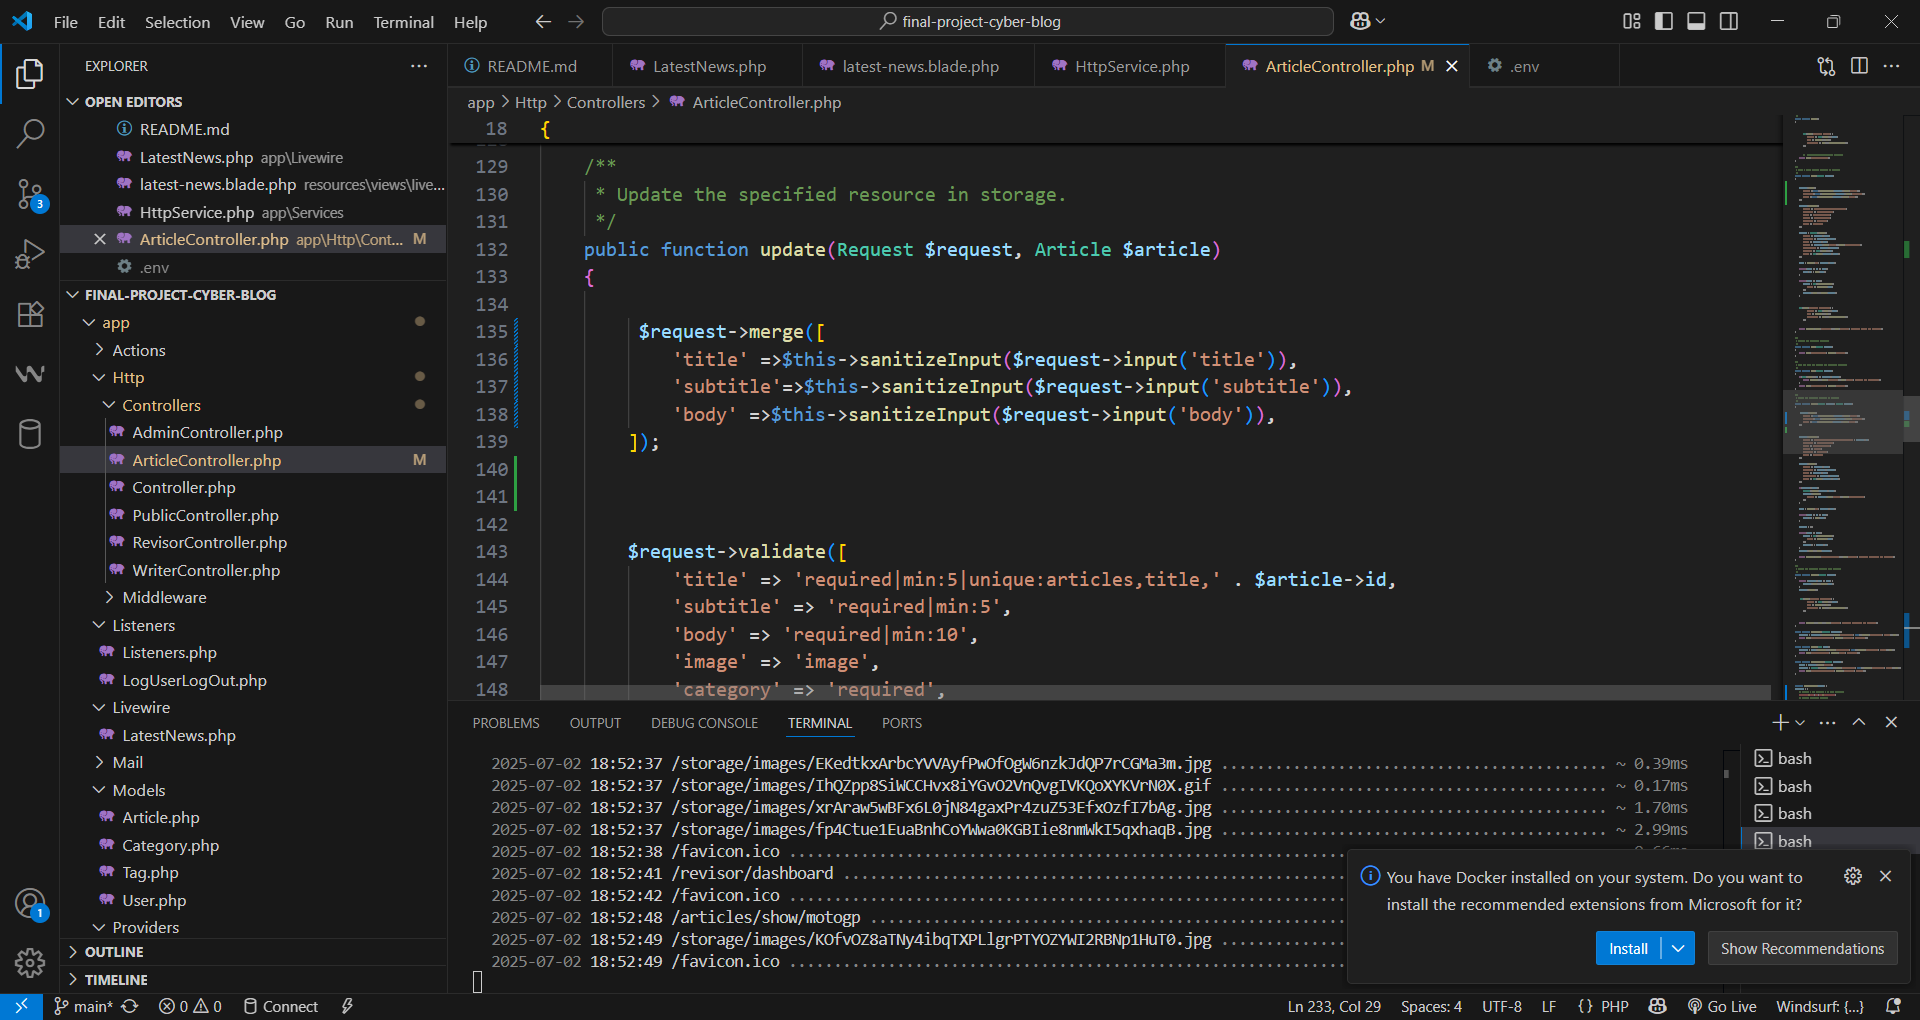 File Edit Selection View Go Run Terminal Help
final-project-cyber-blog
EXPLORER
OPEN EDITORS
README.md
LatestNews.php app\Livewire
latest-news.blade.php resources\views\live...
HttpService.php app\Services
ArticleController.php app\Http\Cont... M
.env
FINAL-PROJECT-CYBER-BLOG
app
Actions
Http
Controllers
AdminController.php
ArticleController.php M
Controller.php
PublicController.php
RevisorController.php
WriterController.php
Middleware
Listeners
Listeners.php
LogUserLogOut.php
Livewire
LatestNews.php
Mail
Models
Article.php
Category.php
Tag.php
User.php
Providers
OUTLINE
TIMELINE
3
1
README.md LatestNews.php latest-news.blade.php HttpService.php ArticleController.php M .env
app > Http > Controllers > ArticleController.php
18 {
129 /**
130 * Update the specified resource in storage.
131 */
132 public function update(Request $request, Article $article)
133 {
134
135 $request->merge([
136 'title' =>$this->sanitizeInput($request->input('title')),
137 'subtitle'=>$this->sanitizeInput($request->input('subtitle')),
138 'body' =>$this->sanitizeInput($request->input('body')),
139 ]);
140
141
142
143 $request->validate([
144 'title' => 'required|min:5|unique:articles,title,' . $article->id,
145 'subtitle' => 'required|min:5',
146 'body' => 'required|min:10',
147 'image' => 'image',
148 'category' => 'required',
PROBLEMS OUTPUT DEBUG CONSOLE TERMINAL PORTS
2025-07-02 18:52:37 /storage/images/EKedtkxArbcYVVAyfPwOfOgW6nzkJdQP7rCGMa3m.jpg ~ 0.39ms
2025-07-02 18:52:37 /storage/images/IhQZpp8SiWCCHvx8iYGvO2VnQvgIVKQoXYKVrN0X.gif ~ 0.17ms
2025-07-02 18:52:37 /storage/images/xrAraw5wBFx6L0jN84gaxPr4zuZ53EfxOzfI7bAg.jpg ~ 1.70ms
2025-07-02 18:52:37 /storage/images/fp4Ctue1EuaBnhCoYWwa0KGBIie8nmWkI5qxhaqB.jpg ~ 2.99ms
2025-07-02 18:52:38 /favicon.ico
2025-07-02 18:52:41 /revisor/dashboard
2025-07-02 18:52:42 /favicon.ico
2025-07-02 18:52:48 /articles/show/motogp
2025-07-02 18:52:49 /storage/images/KOfvOZ8aTNy4ibqTXPLlgrPTYOZYWI2RBNp1HuT0.jpg
2025-07-02 18:52:49 /favicon.ico
bash
bash
bash
bash
You have Docker installed on your system. Do you want to
install the recommended extensions from Microsoft for it?
Install Show Recommendations
main* 0 0 Connect Ln 233, Col 29 Spaces: 4 UTF-8 LF {} PHP Go Live Windsurf: {...}